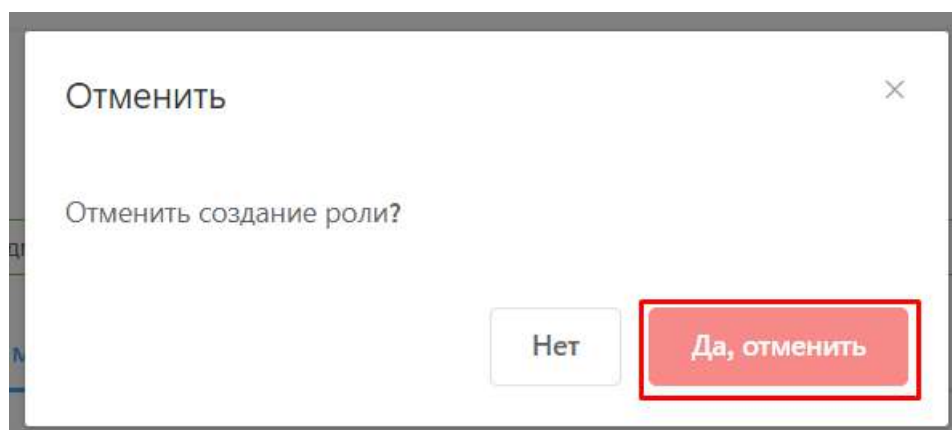 Отменить
Отменить создание роли?
Нет
Да, отменить